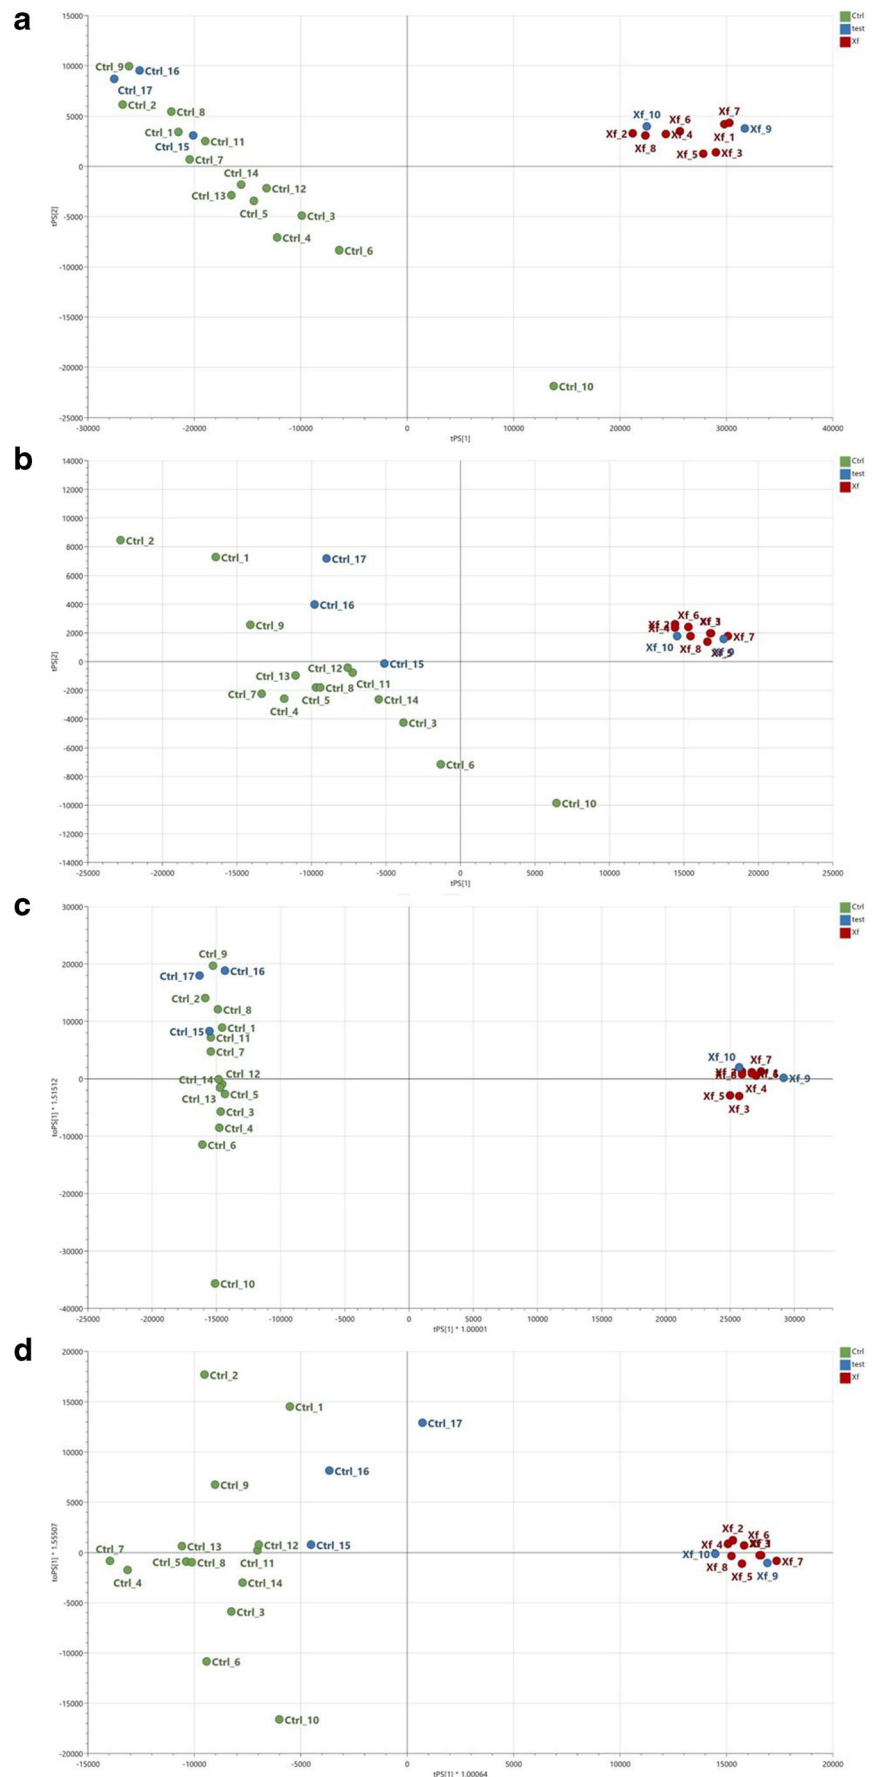 a
Ctrl
test
Xf
15000
10000
5000
0
-5000
-10000
-15000
-20000
-25000
tPS[2]
Ctrl_9
Ctrl_16
Ctrl_17
Ctrl_2
Ctrl_8
Ctrl_1
Ctrl_15
Ctrl_11
Ctrl_7
Ctrl_14
Ctrl_12
Ctrl_13
Ctrl_5
Ctrl_3
Ctrl_4
Ctrl_6
Ctrl_10
Xf_10
Xf_6
Xf_7
Xf_2
Xf_4
Xf_1
Xf_9
Xf_8
Xf_5
Xf_3
-30000 -20000 -10000 0 10000 20000 30000 40000
tPS[1]
b
Ctrl
test
Xf
14000
12000
10000
8000
6000
4000
2000
0
-2000
-4000
-6000
-8000
-10000
-12000
-14000
tPS[2]
Ctrl_2
Ctrl_1
Ctrl_17
Ctrl_16
Ctrl_9
Ctrl_15
Ctrl_12
Ctrl_13
Ctrl_11
Ctrl_7
Ctrl_8
Ctrl_5
Ctrl_4
Ctrl_14
Ctrl_3
Ctrl_6
Ctrl_10
Xf_6
Xf_2
Xf_4
Xf_3
Xf_7
Xf_10
Xf_8
-25000 -20000 -15000 -10000 -5000 0 5000 10000 15000 20000 25000
tPS[1]
c
Ctrl
test
Xf
30000
20000
10000
0
-10000
-20000
-30000
-40000
toPS[1] * 1.51512
Ctrl_9
Ctrl_17
Ctrl_16
Ctrl_2
Ctrl_8
Ctrl_15
Ctrl_1
Ctrl_11
Ctrl_7
Ctrl_14
Ctrl_12
Ctrl_13
Ctrl_5
Ctrl_3
Ctrl_4
Ctrl_6
Ctrl_10
Xf_10
Xf_7
Xf_9
Xf_4
Xf_5
Xf_3
-25000 -20000 -15000 -10000 -5000 0 5000 10000 15000 20000 25000 30000
tPS[1] * 1.00001
d
Ctrl
test
Xf
20000
15000
10000
5000
0
-5000
-10000
-15000
-20000
toPS[1] * 1.55507
Ctrl_2
Ctrl_1
Ctrl_17
Ctrl_16
Ctrl_9
Ctrl_7
Ctrl_13
Ctrl_12
Ctrl_15
Ctrl_5
Ctrl_8
Ctrl_11
Ctrl_4
Ctrl_14
Ctrl_3
Ctrl_6
Ctrl_10
Xf_2
Xf_6
Xf_4
Xf_10
Xf_8
Xf_5
Xf_9
Xf_7
-15000 -10000 -5000 0 5000 10000 15000 20000
tPS[1] * 1.00064